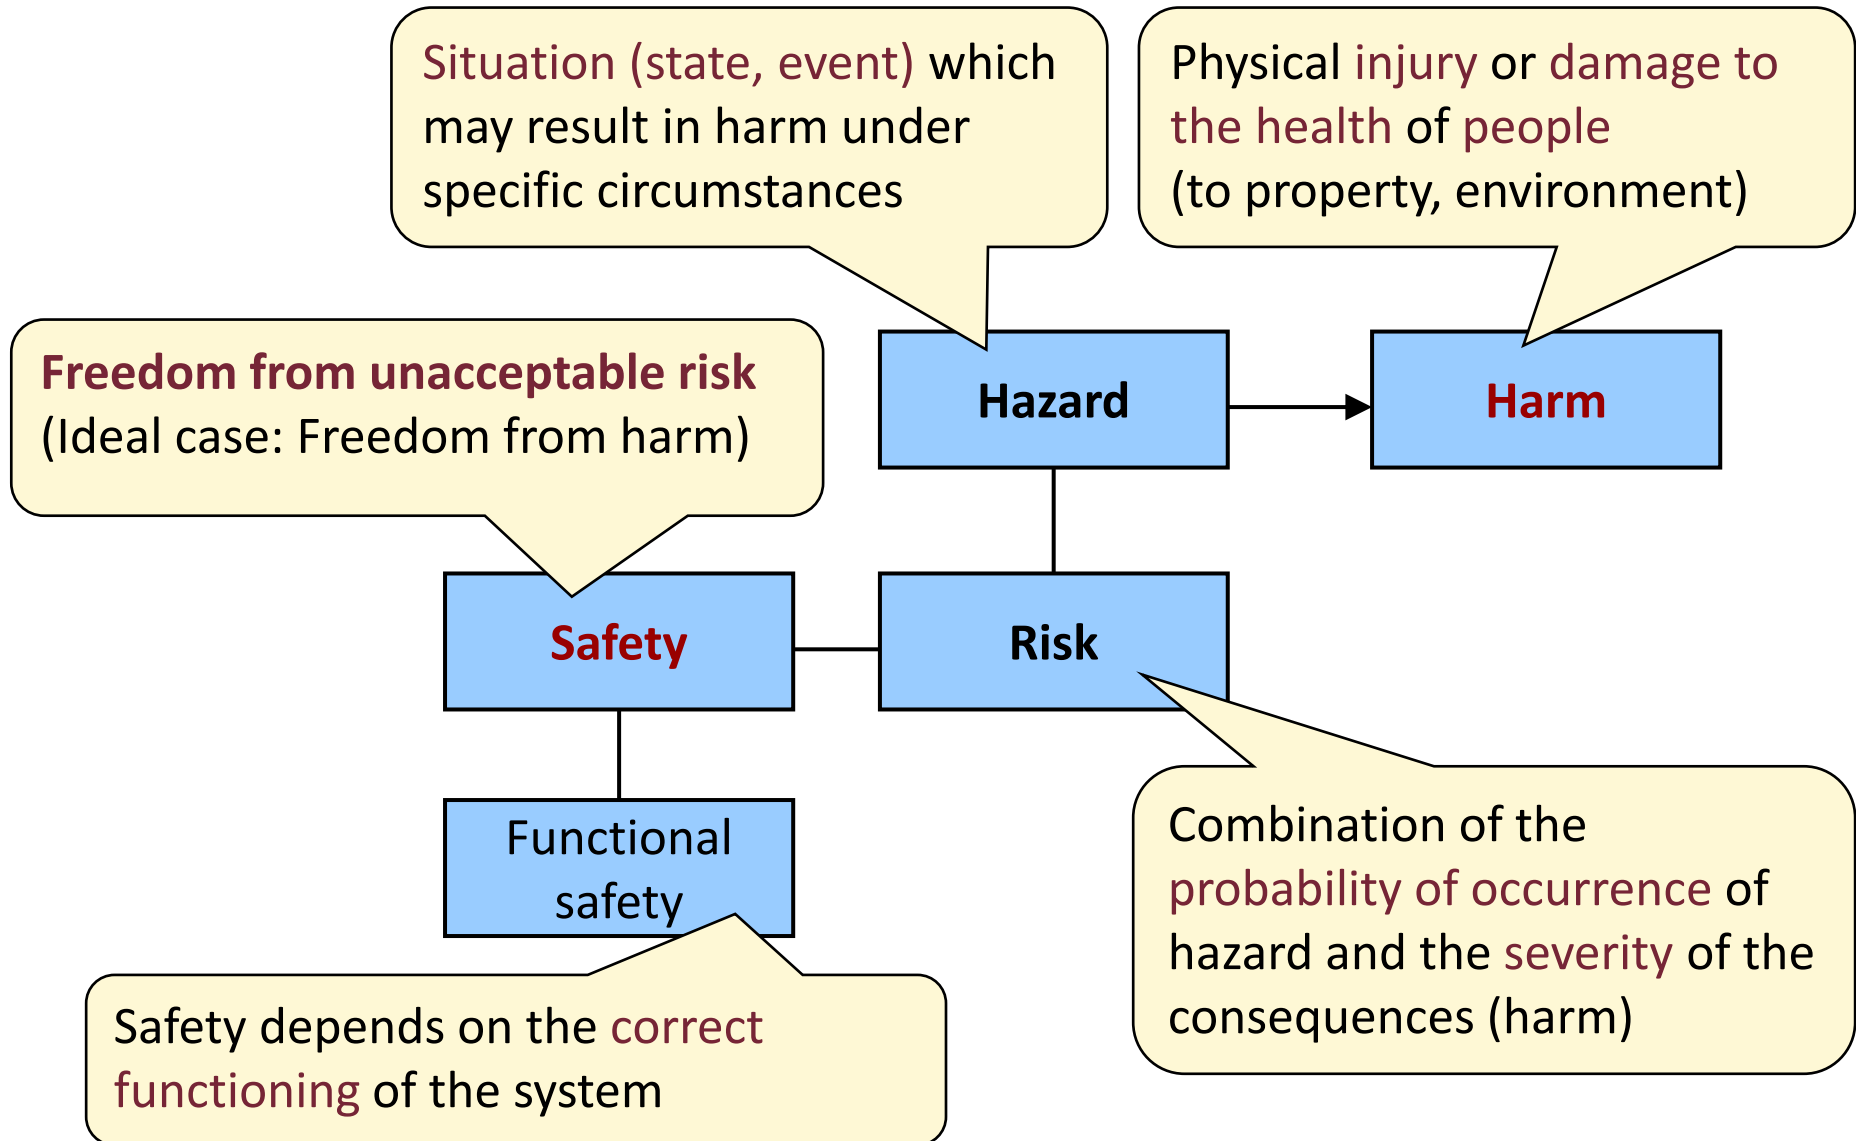 Situation (state, event) which
may result in harm under
specific circumstances
Physical injury or damage to
the health of people
(to property, environment)
Freedom from unacceptable risk
(Ideal case: Freedom from harm)
Hazard
Harm
Safety
Risk
Functional
safety
Combination of the
probability of occurrence of
hazard and the severity of the
consequences (harm)
Safety depends on the correct
functioning of the system